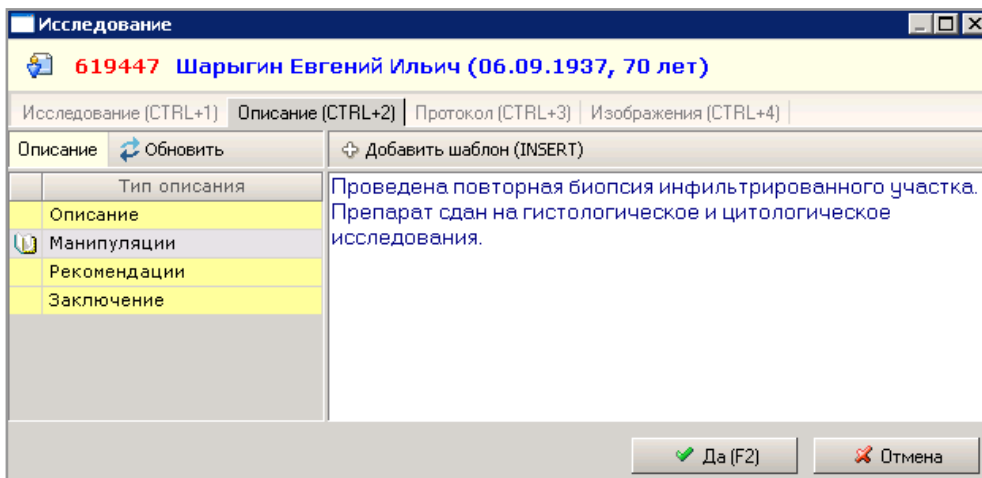 Исследование
619447 Шарыгин Евгений Ильич (06.09.1937, 70 лет)
Исследование (CTRL+1) Описание (CTRL+2) Протокол (CTRL+3) Изображения (CTRL+4)
Описание Обновить Добавить шаблон (INSERT)
Тип описания
Описание
Манипуляции
Рекомендации
Заключение
Проведена повторная биопсия инфильтрированного участка.
Препарат сдан на гистологическое и цитологическое
исследования.
Да (F2) Отмена